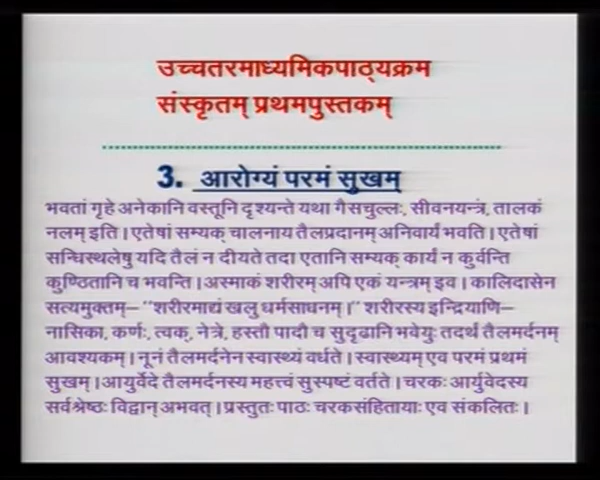 उच्चतरमाध्यमिकपाठ्यक्रम
संस्कृतम् प्रथमपुस्तकम्
3. आरोग्यं परमं सुखम्
भवतां गृहे अनेकानि वस्तूनि दृश्यन्ते यथा गैसचुल्लः, सीवनयन्त्रं, तालकं
नलम् इति । एतेषां सम्यक् चालनाय तैलप्रदानम् अनिवार्यं भवति । एतेषां
सन्धिस्थलेषु यदि तैलं न दीयते तदा एतानि सम्यक् कार्यं न कुर्वन्ति
कुण्ठितानि च भवन्ति । अस्माकं शरीरम् अपि एकं यन्त्रम् इव । कालिदासेन
सत्यमुक्तम्– "शरीरमाद्यं खलु धर्मसाधनम् ।" शरीरस्य इन्द्रियाणि–
नासिका, कर्णः, त्वक्, नेत्रे, हस्तौ पादौ च सुदृढानि भवेयुः तदर्थं तैलमर्दनम्
आवश्यकम् । नूनं तैलमर्दनेन स्वास्थ्यं वर्धते । स्वास्थ्यम् एव परमं प्रथमं
सुखम् । आयुर्वेदे तैलमर्दनस्य महत्त्वं सुस्पष्टं वर्तते । चरकः आर्युवेदस्य
सर्वश्रेष्ठः विद्वान् अभवत् । प्रस्तुतः पाठः चरकसंहितायाः एव संकलितः ।